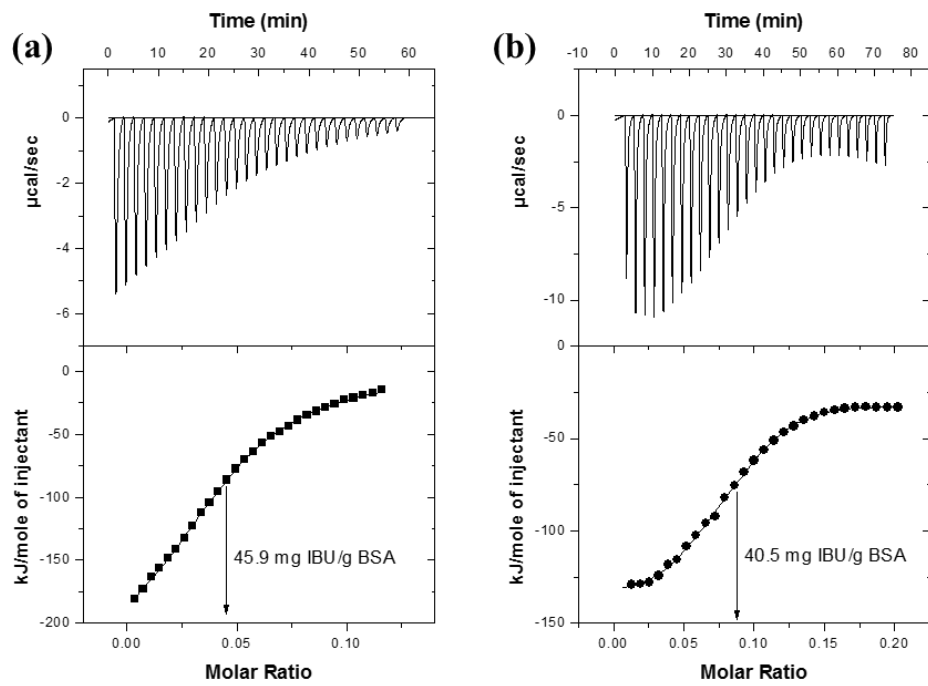 (a)
Time (min)
0 10 20 30 40 50 60
0
-2
-4
-6
µcal/sec
0
-50
-100
-150
-200
kJ/mole of injectant
45.9 mg IBU/g BSA
0.00 0.05 0.10
Molar Ratio
(b)
Time (min)
-10 0 10 20 30 40 50 60 70 80
0
-5
-10
µcal/sec
0
-50
-100
-150
kJ/mole of injectant
40.5 mg IBU/g BSA
0.00 0.05 0.10 0.15 0.20
Molar Ratio